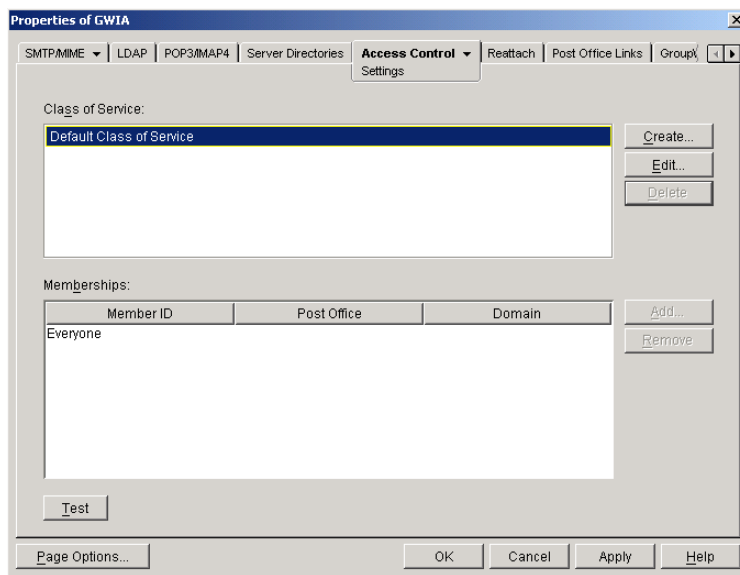 Properties of GWIA
SMTP/MIME LDAP POP3/IMAP4 Server Directories Access Control Reattach Post Office Links
Settings
Class of Service:
Default Class of Service
Create...
Edit...
Delete
Memberships:
Member ID Post Office Domain
Everyone
Add...
Remove
Test
Page Options... OK Cancel Apply Help